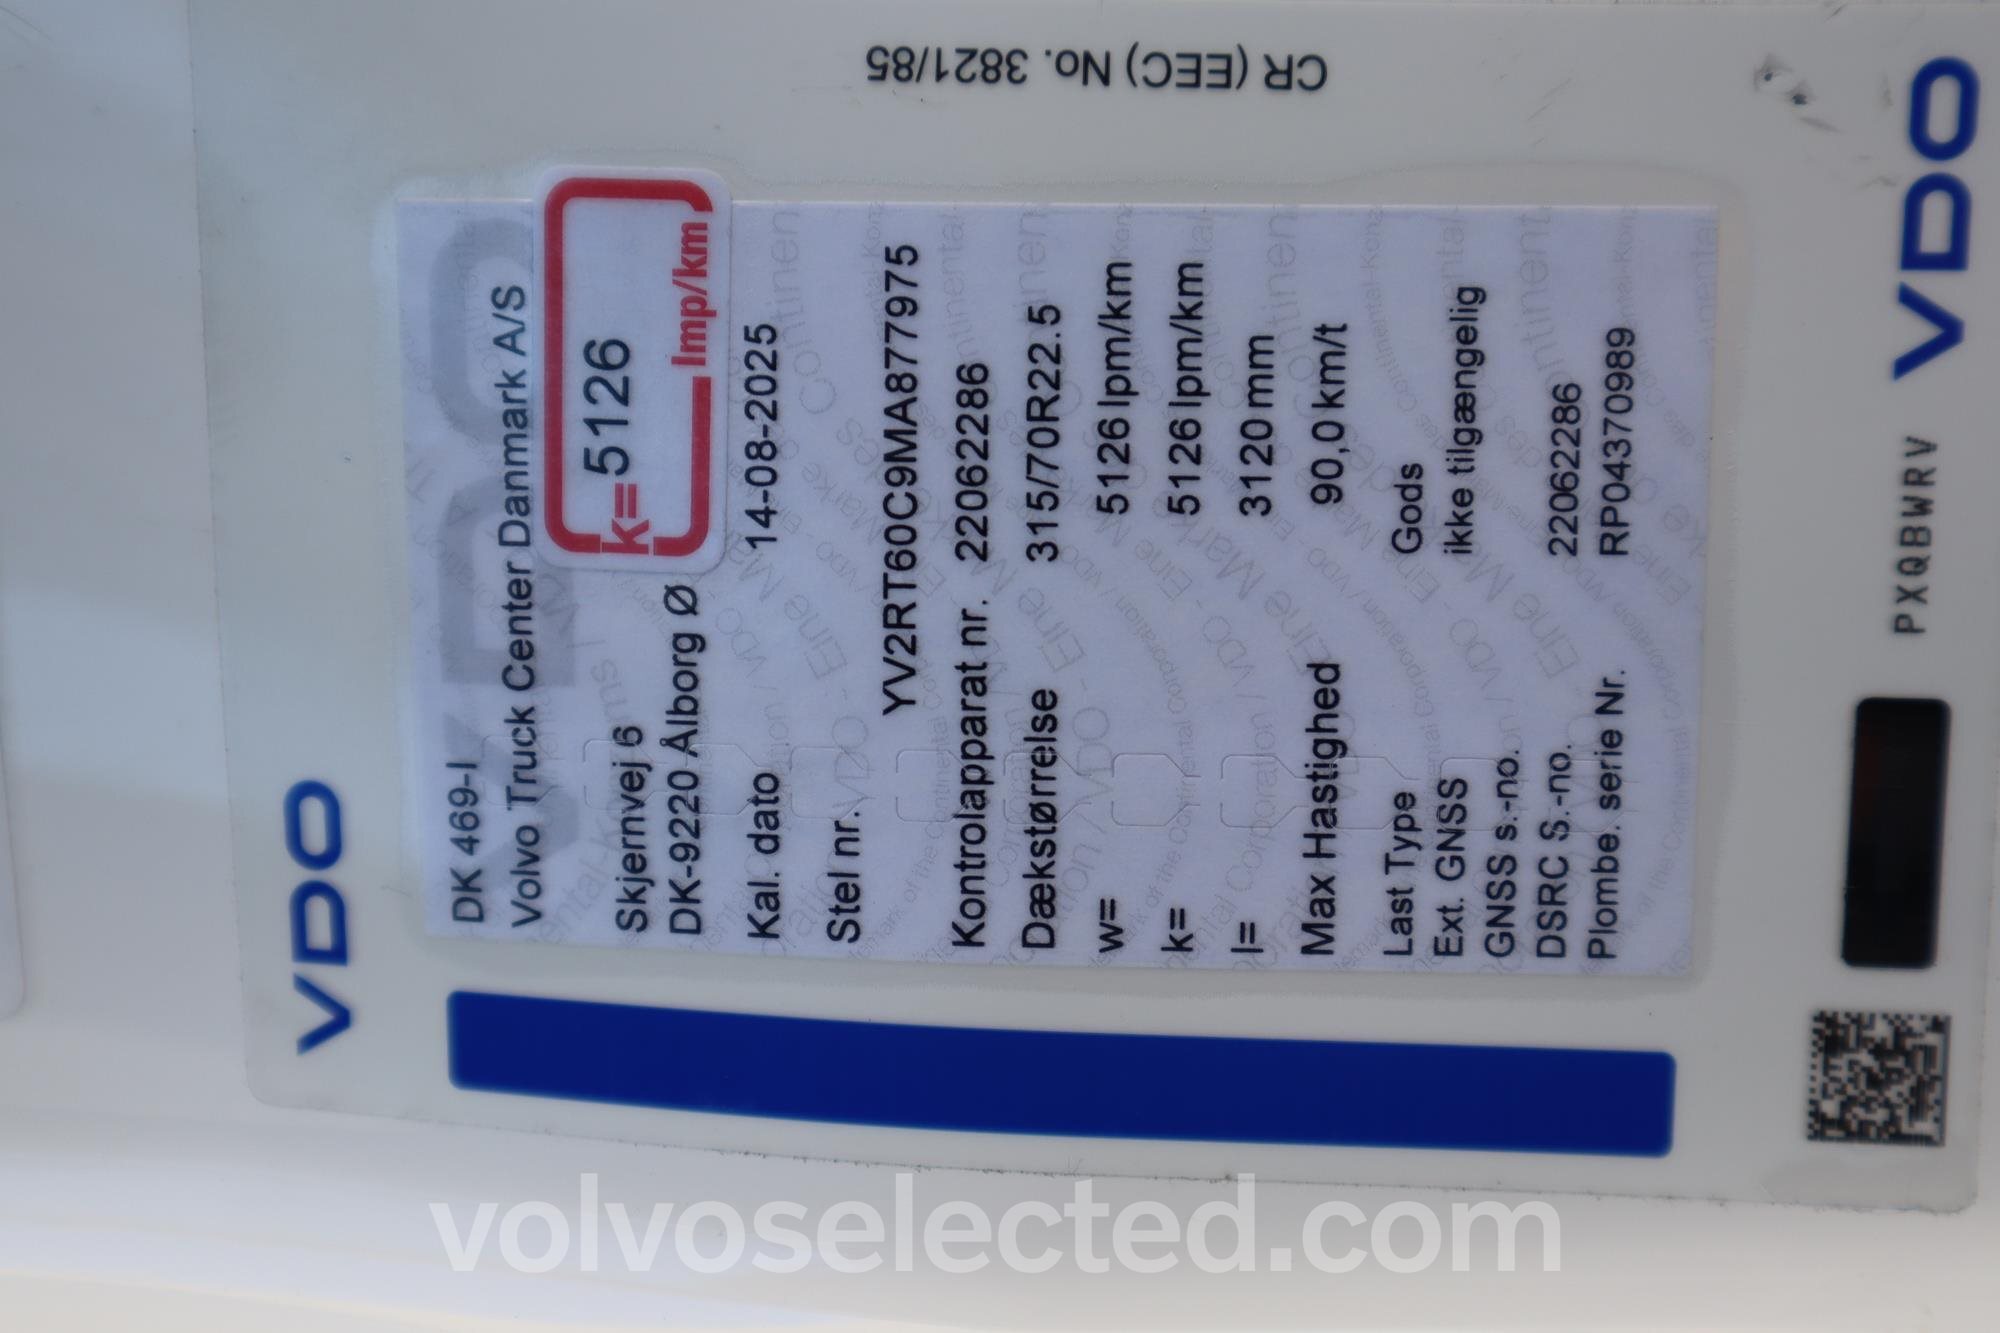 VDO
CR (EEC) No. 3821/85
DK 469-I
Volvo Truck Center Danmark A/S
k=5126
Imp/km
Skjernvej 6
DK-9220 Ålborg Ø
Kal. dato 14-08-2025
Stel nr.
YV2RT60C9MA877975
Kontrolapparat nr. 22062286
Dækstørrelse 315/70R22.5
w= 5126 Ipm/km
k= 5126 Ipm/km
l= 3120 mm
Max Hastighed 90,0 km/t
Last Type Gods
Ext. GNSS ikke tilgængelig
GNSS s.-no.
DSRC S.-no. 22062286
Plombe. serie Nr. RP04370989
PXQBWRV
VDO
volvoselected.com